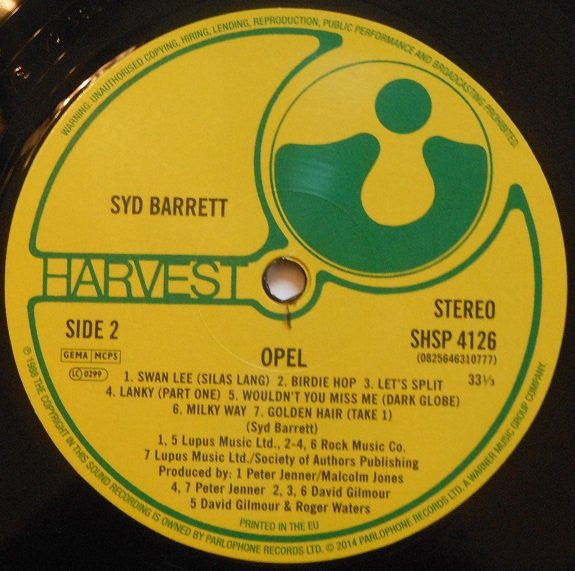 WARNING: UNAUTHORISED COPYING, HIRING, LENDING, REPRODUCTION, PUBLIC PERFORMANCE AND BROADCASTING PROHIBITED.
SYD BARRETT
HARVEST
STEREO
SIDE 2
SHSP 4126
GEMA MCPS
OPEL
(0825646310777)
LC 0299
1. SWAN LEE (SILAS LANG) 2. BIRDIE HOP 3. LET'S SPLIT
33⅓
4. LANKY (PART ONE) 5. WOULDN'T YOU MISS ME (DARK GLOBE)
6. MILKY WAY 7. GOLDEN HAIR (TAKE 1)
(Syd Barrett)
1, 5 Lupus Music Ltd., 2-4, 6 Rock Music Co.
7 Lupus Music Ltd./Society of Authors Publishing
Produced by: 1 Peter Jenner/Malcolm Jones
4, 7 Peter Jenner 2, 3, 6 David Gilmour
5 David Gilmour & Roger Waters
PRINTED IN THE EU
℗ 1988 THE COPYRIGHT IN THIS SOUND RECORDING IS OWNED BY PARLOPHONE RECORDS LTD. © 2014 PARLOPHONE RECORDS LTD. A WARNER MUSIC GROUP COMPANY.